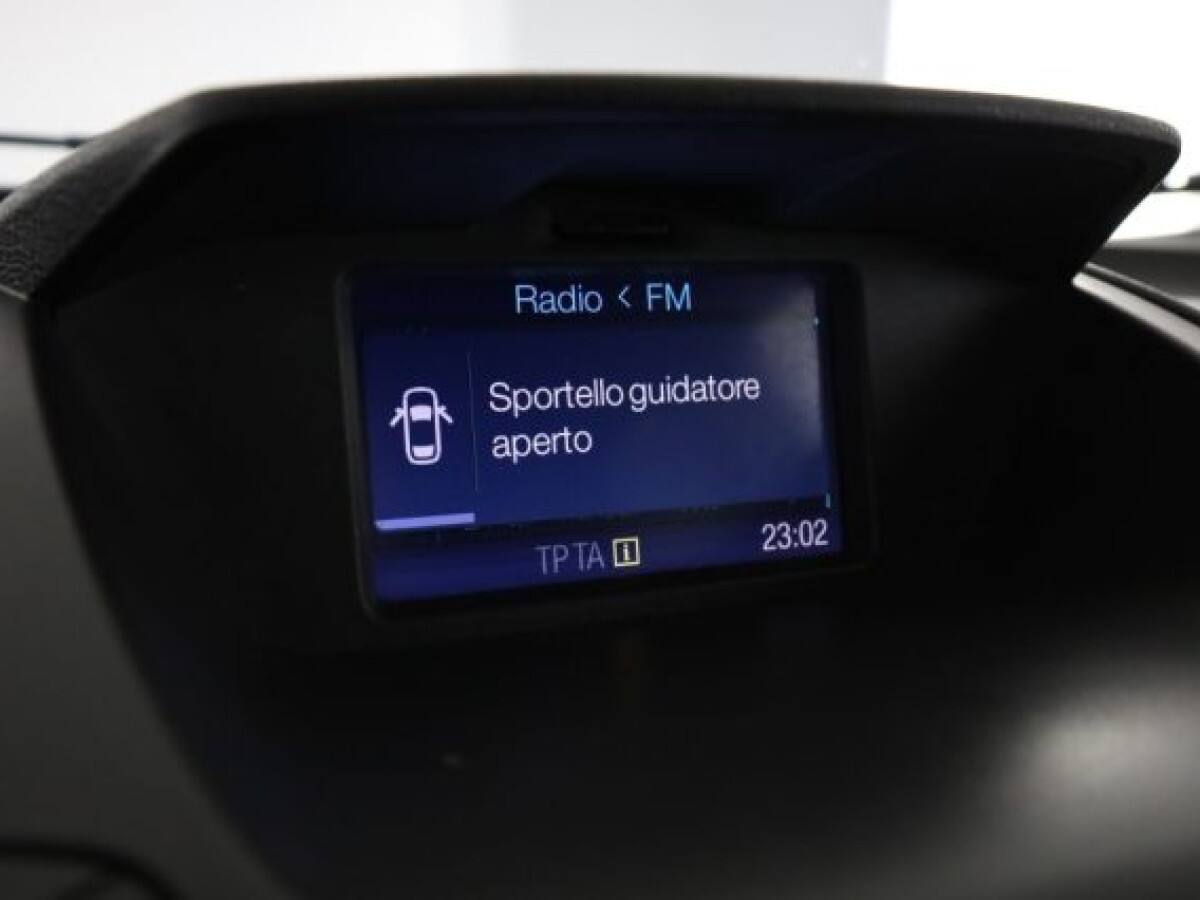 Radio < FM
Sportello guidatore
aperto
TP TA i
23:02